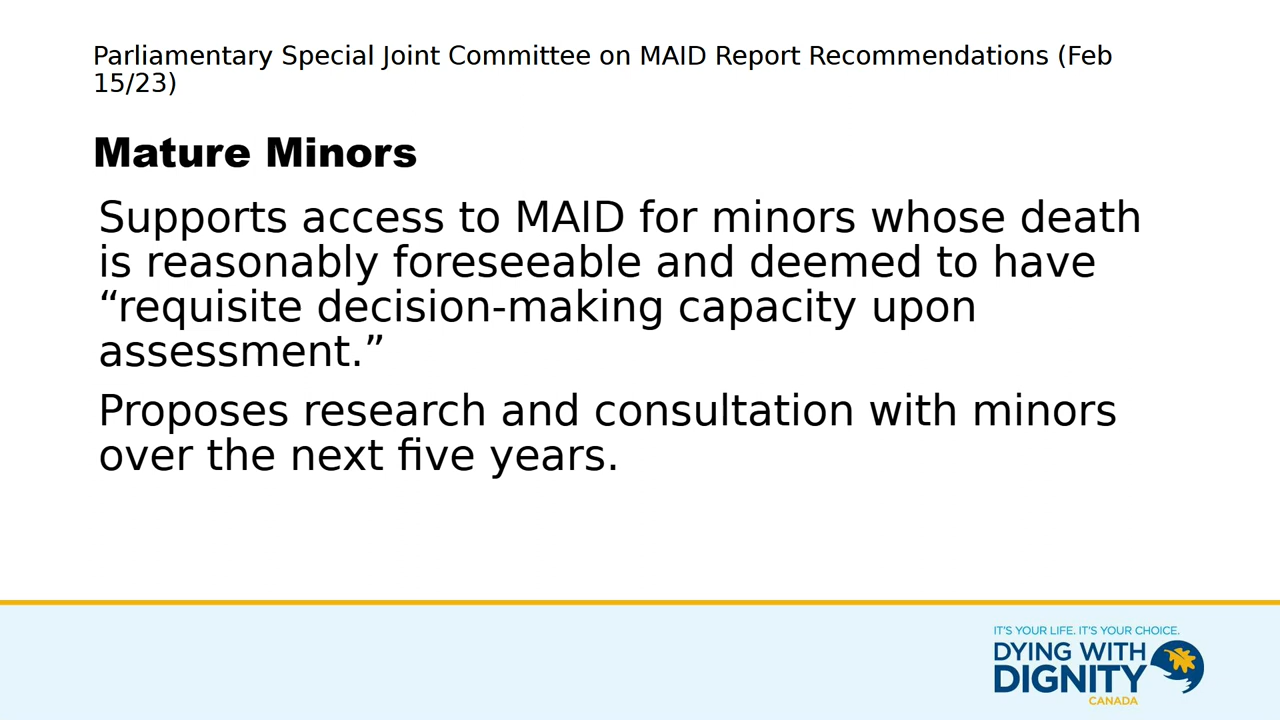 Parliamentary Special Joint Committee on MAID Report Recommendations (Feb
15/23)
Mature Minors
Supports access to MAID for minors whose death
is reasonably foreseeable and deemed to have
“requisite decision-making capacity upon
assessment.”
Proposes research and consultation with minors
over the next five years.
IT'S YOUR LIFE. IT'S YOUR CHOICE.
DYING WITH
DIGNITY
CANADA